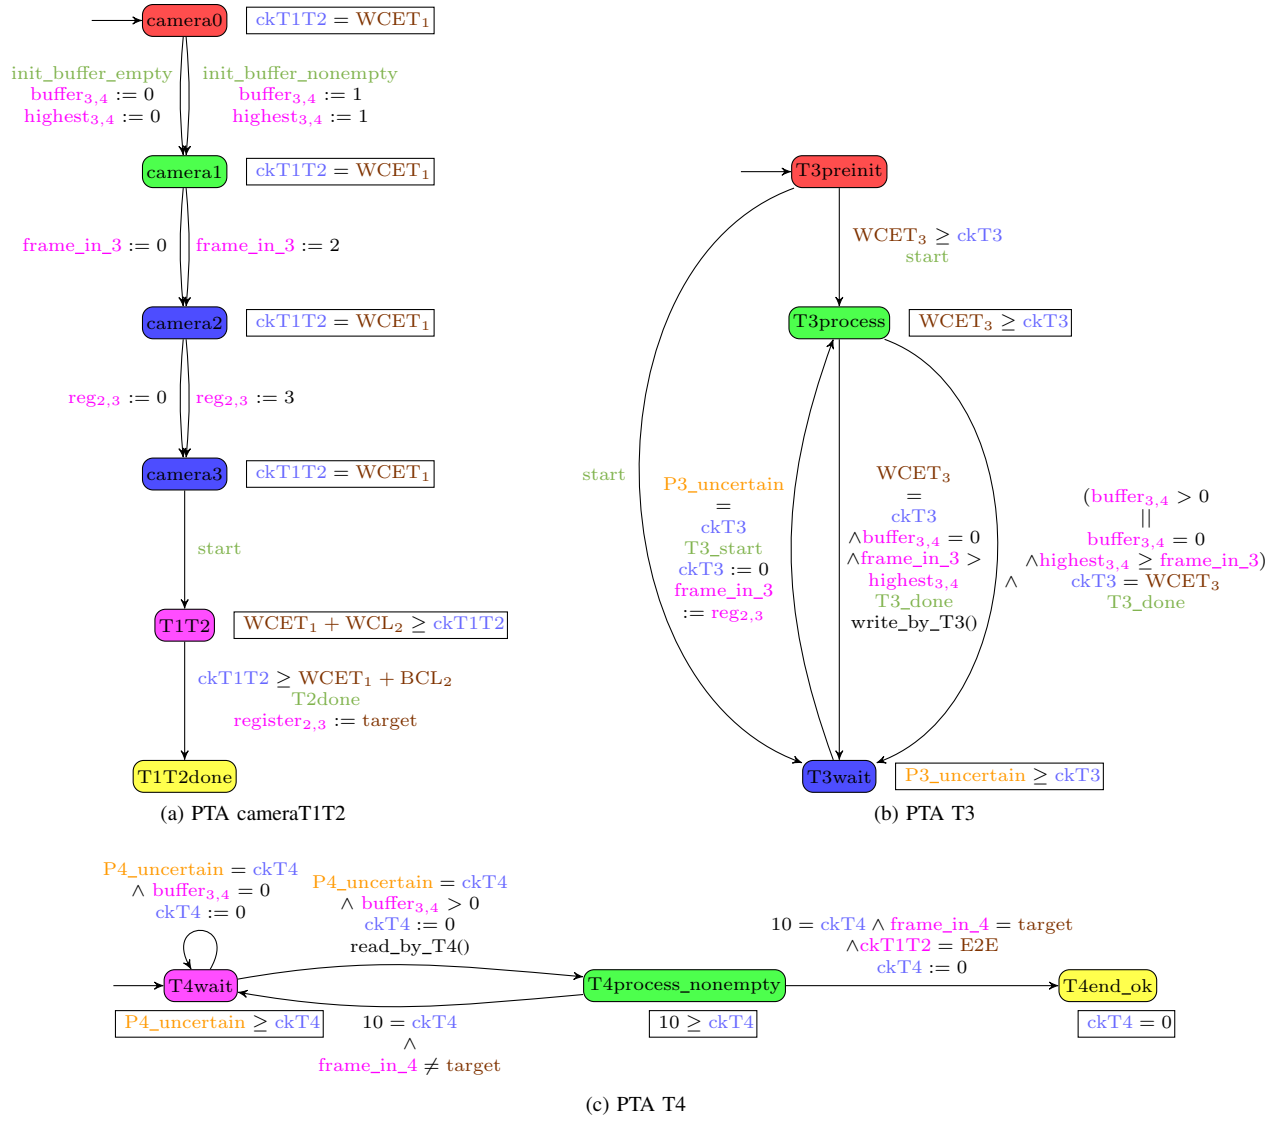 camera0
ckT1T2 = WCET₁
init_buffer_empty
buffer₃,₄ := 0
highest₃,₄ := 0
init_buffer_nonempty
buffer₃,₄ := 1
highest₃,₄ := 1
camera1
ckT1T2 = WCET₁
frame_in_3 := 0
frame_in_3 := 2
camera2
ckT1T2 = WCET₁
reg₂,₃ := 0
reg₂,₃ := 3
camera3
ckT1T2 = WCET₁
start
T1T2
WCET₁ + WCL₂ ≥ ckT1T2
ckT1T2 ≥ WCET₁ + BCL₂
T2done
register₂,₃ := target
T1T2done
(a) PTA cameraT1T2
T3preinit
WCET₃ ≥ ckT3
start
T3process
WCET₃ ≥ ckT3
start
P3_uncertain
=
ckT3
T3_start
ckT3 := 0
frame_in_3
:= reg₂,₃
WCET₃
=
ckT3
∧buffer₃,₄ = 0
∧frame_in_3 >
highest₃,₄
T3_done
write_by_T3()
∧
(buffer₃,₄ > 0
||
buffer₃,₄ = 0
∧highest₃,₄ ≥ frame_in_3)
ckT3 = WCET₃
T3_done
T3wait
P3_uncertain ≥ ckT3
(b) PTA T3
P4_uncertain = ckT4
∧ buffer₃,₄ = 0
ckT4 := 0
P4_uncertain = ckT4
∧ buffer₃,₄ > 0
ckT4 := 0
read_by_T4()
T4wait
P4_uncertain ≥ ckT4
10 = ckT4
∧
frame_in_4 ≠ target
T4process_nonempty
10 ≥ ckT4
10 = ckT4 ∧ frame_in_4 = target
∧ckT1T2 = E2E
ckT4 := 0
T4end_ok
ckT4 = 0
(c) PTA T4